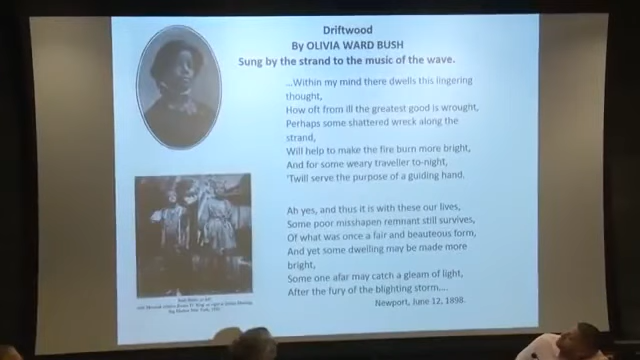 Driftwood
By OLIVIA WARD BUSH
Sung by the strand to the music of the wave.
...Within my mind there dwells this lingering
thought,
How oft from ill the greatest good is wrought,
Perhaps some shattered wreck along the
strand,
Will help to make the fire burn more bright,
And for some weary traveller to-night,
'Twill serve the purpose of a guiding hand.
Ah yes, and thus it is with these our lives,
Some poor misshapen remnant still survives,
Of what was once a fair and beauteous form,
And yet some dwelling may be made more
bright,
Some one afar may catch a gleam of light,
After the fury of the blighting storm....
Newport, June 12, 1898.